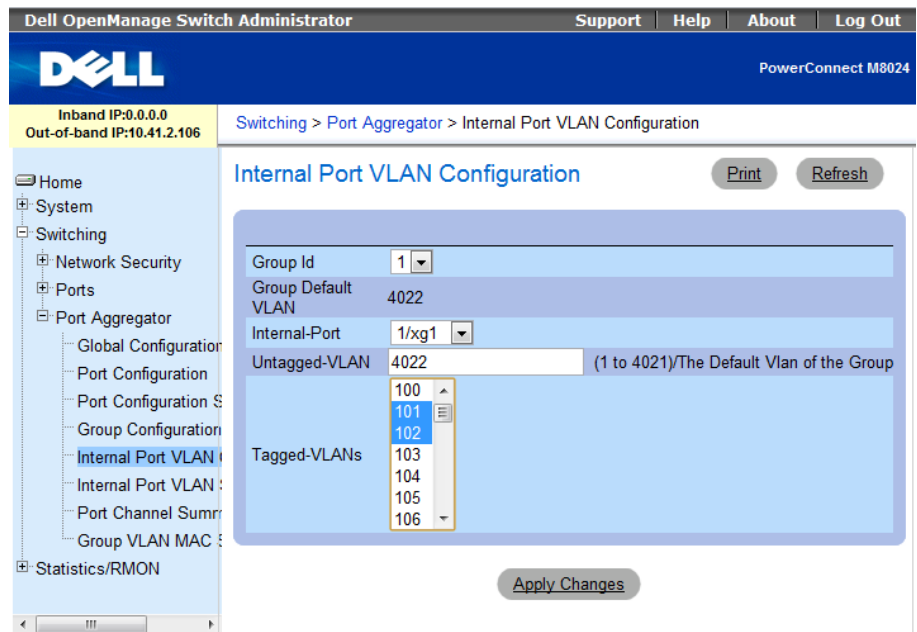 Dell OpenManage Switch Administrator Support Help About Log Out
DELL
PowerConnect M8024
Inband IP:0.0.0.0
Out-of-band IP:10.41.2.106
Switching > Port Aggregator > Internal Port VLAN Configuration
Home
System
Switching
Network Security
Ports
Port Aggregator
Global Configuration
Port Configuration
Port Configuration S
Group Configuration
Internal Port VLAN
Internal Port VLAN
Port Channel Summ
Group VLAN MAC S
Statistics/RMON
Internal Port VLAN Configuration
Print Refresh
Group Id 1
Group Default VLAN 4022
Internal-Port 1/xg1
Untagged-VLAN 4022 (1 to 4021)/The Default Vlan of the Group
Tagged-VLANs
100
101
102
103
104
105
106
Apply Changes